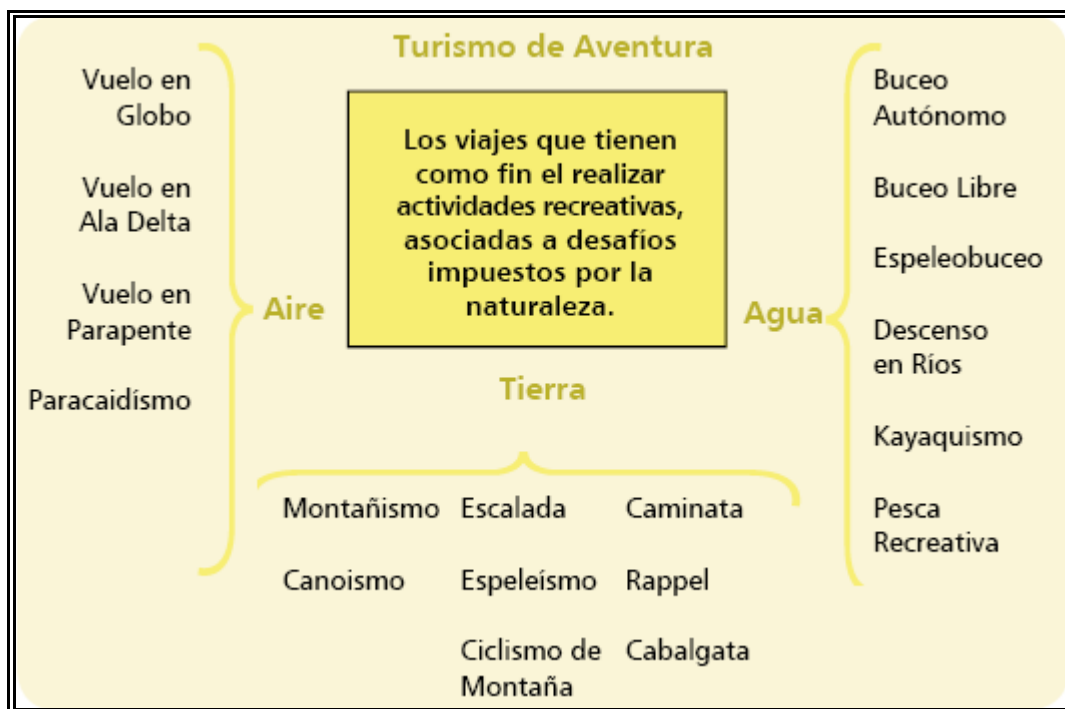 Turismo de Aventura
Los viajes que tienen
como fin el realizar
actividades recreativas,
asociadas a desafíos
impuestos por la
naturaleza.
Aire
Vuelo en
Globo
Vuelo en
Ala Delta
Vuelo en
Parapente
Paracaidísmo
Agua
Buceo
Autónomo
Buceo Libre
Espeleobuceo
Descenso
en Ríos
Kayaquismo
Pesca
Recreativa
Tierra
Montañismo
Escalada
Caminata
Canoismo
Espeleísmo
Rappel
Ciclismo de
Montaña
Cabalgata